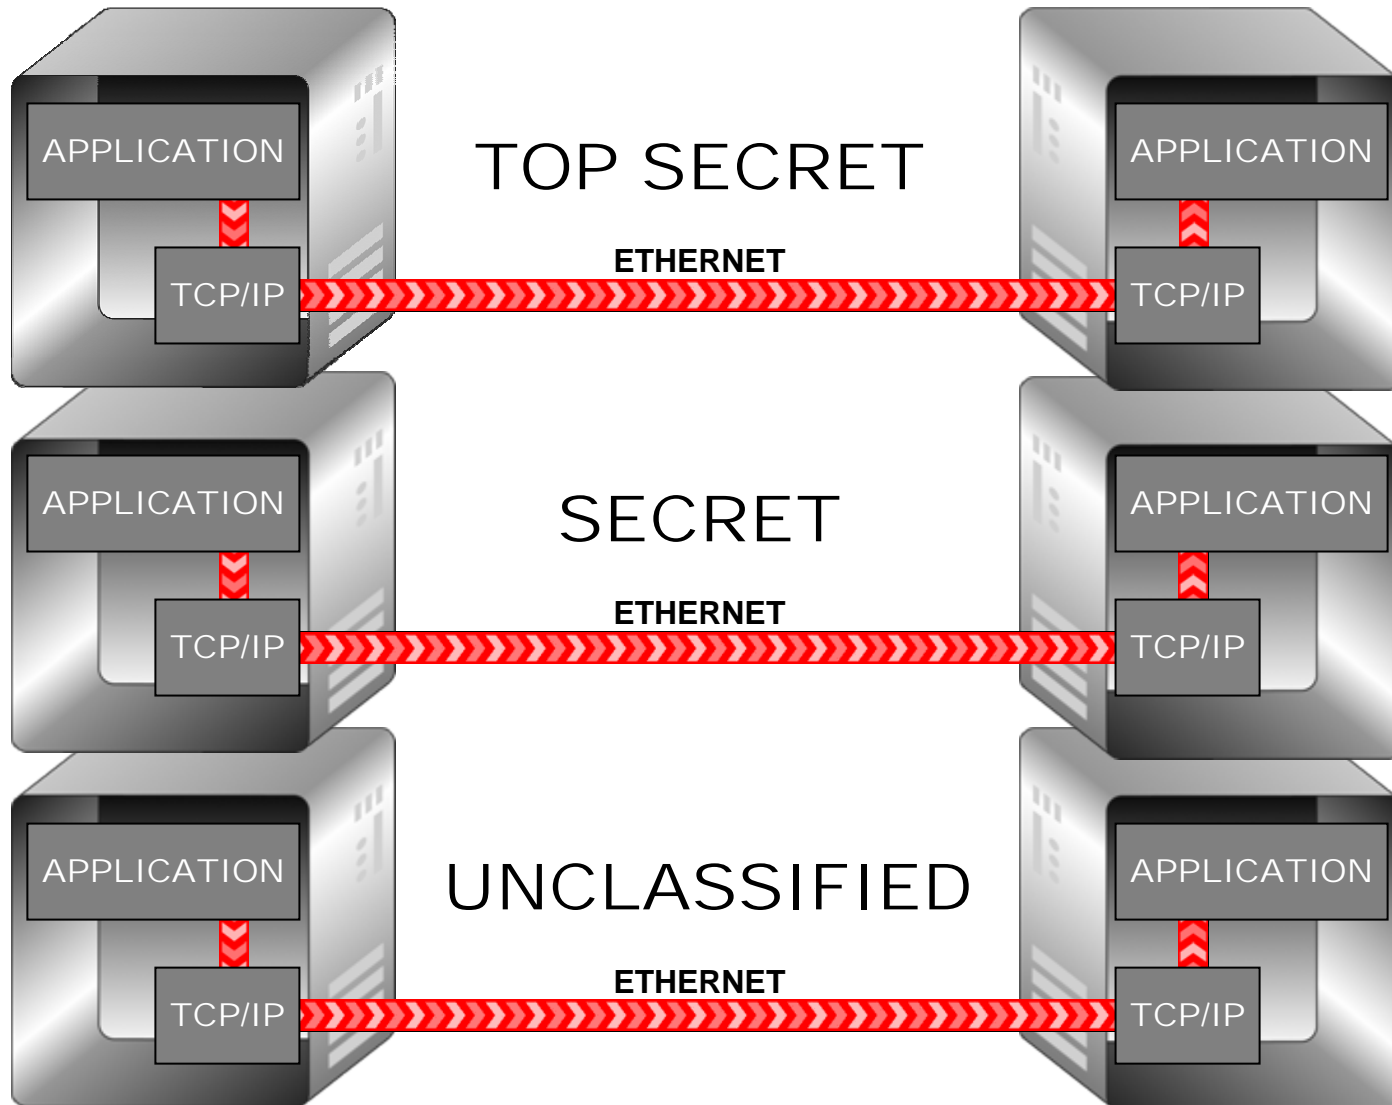 APPLICATION
APPLICATION
TOP SECRET
ETHERNET
TCP/IP
TCP/IP
APPLICATION
APPLICATION
SECRET
ETHERNET
TCP/IP
TCP/IP
APPLICATION
APPLICATION
UNCLASSIFIED
ETHERNET
TCP/IP
TCP/IP